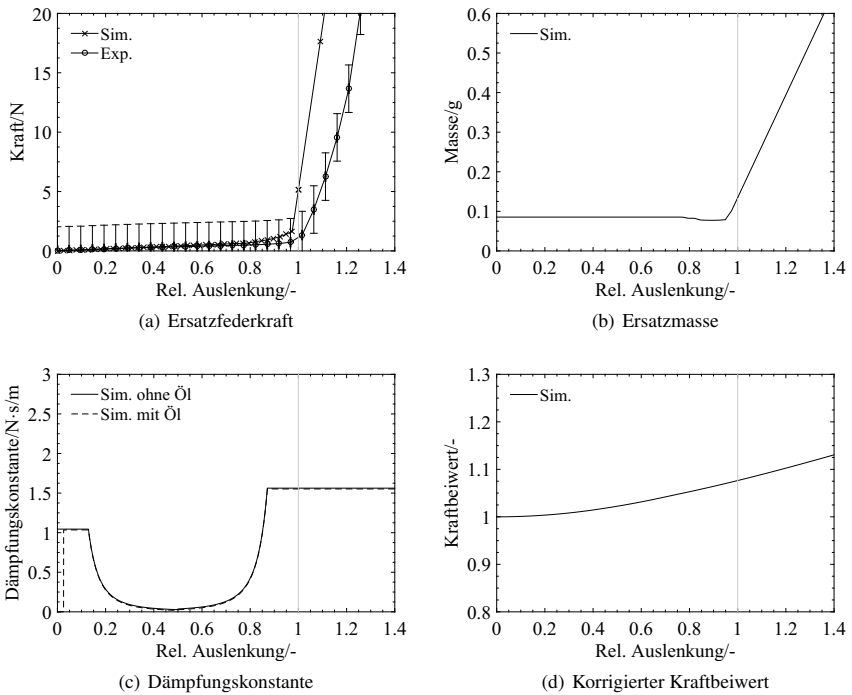 20
15
10
5
0
0 0.2 0.4 0.6 0.8 1 1.2 1.4
Kraft/N
Sim.
Exp.
Rel. Auslenkung/-
(a) Ersatzfederkraft
0.6
0.5
0.4
0.3
0.2
0.1
0
0 0.2 0.4 0.6 0.8 1 1.2 1.4
Masse/g
Sim.
Rel. Auslenkung/-
(b) Ersatzmasse
3
2.5
2
1.5
1
0.5
0
0 0.2 0.4 0.6 0.8 1 1.2 1.4
Dämpfungskonstante/N·s/m
Sim. ohne Öl
Sim. mit Öl
Rel. Auslenkung/-
(c) Dämpfungskonstante
1.3
1.2
1.1
1
0.9
0.8
0 0.2 0.4 0.6 0.8 1 1.2 1.4
Kraftbeiwert/-
Sim.
Rel. Auslenkung/-
(d) Korrigierter Kraftbeiwert